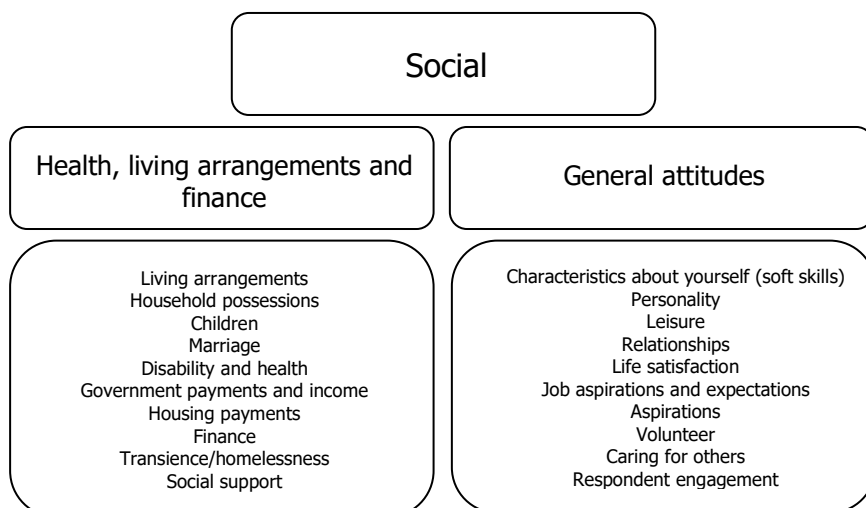 Social
Health, living arrangements and
finance
General attitudes
Living arrangements
Household possessions
Children
Marriage
Disability and health
Government payments and income
Housing payments
Finance
Transience/homelessness
Social support
Characteristics about yourself (soft skills)
Personality
Leisure
Relationships
Life satisfaction
Job aspirations and expectations
Aspirations
Volunteer
Caring for others
Respondent engagement